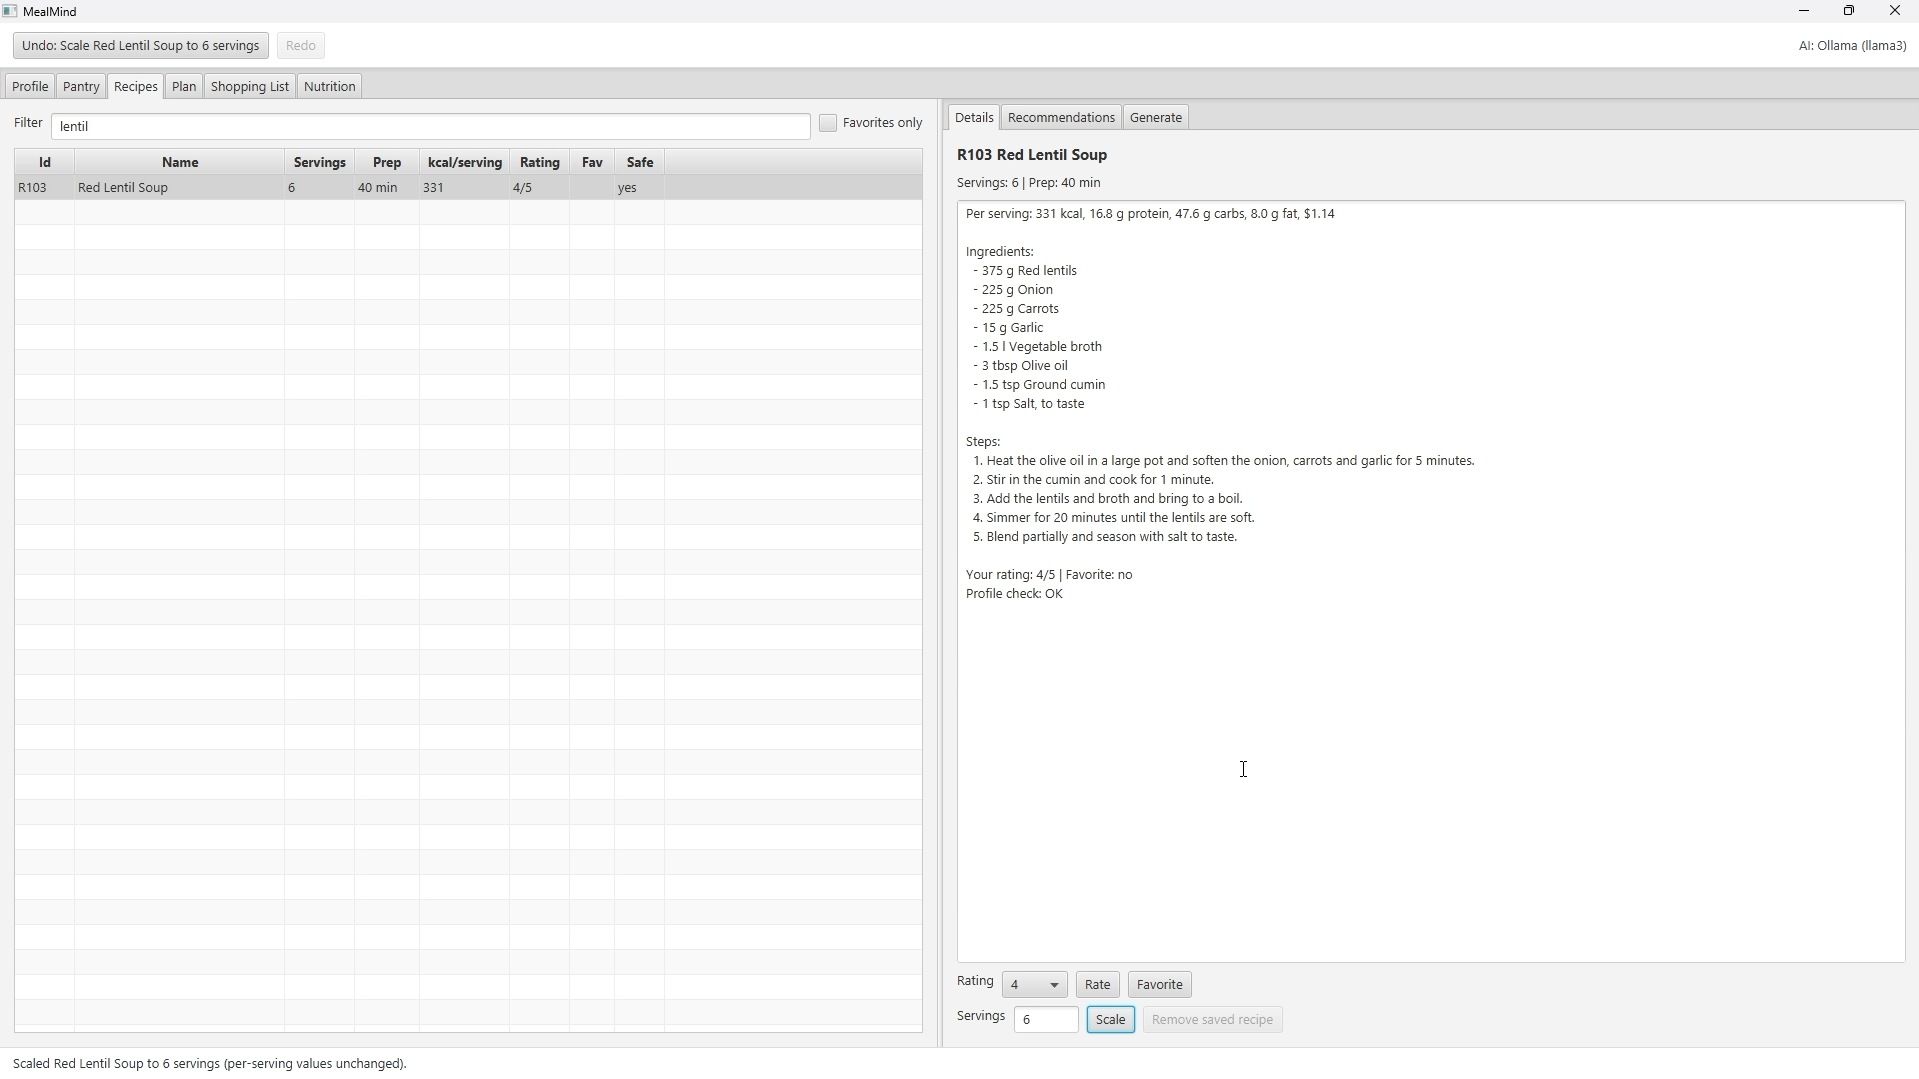 MealMind
Undo: Scale Red Lentil Soup to 6 servings
Redo
AI: Ollama (llama3)
Profile
Pantry
Recipes
Plan
Shopping List
Nutrition
Filter
lentil
Favorites only
Id Name Servings Prep kcal/serving Rating Fav Safe
R103 Red Lentil Soup 6 40 min 331 4/5 yes
Details
Recommendations
Generate
R103 Red Lentil Soup
Servings: 6 | Prep: 40 min
Per serving: 331 kcal, 16.8 g protein, 47.6 g carbs, 8.0 g fat, $1.14
Ingredients:
- 375 g Red lentils
- 225 g Onion
- 225 g Carrots
- 15 g Garlic
- 1.5 l Vegetable broth
- 3 tbsp Olive oil
- 1.5 tsp Ground cumin
- 1 tsp Salt, to taste
Steps:
1. Heat the olive oil in a large pot and soften the onion, carrots and garlic for 5 minutes.
2. Stir in the cumin and cook for 1 minute.
3. Add the lentils and broth and bring to a boil.
4. Simmer for 20 minutes until the lentils are soft.
5. Blend partially and season with salt to taste.
Your rating: 4/5 | Favorite: no
Profile check: OK
Rating
4
Rate
Favorite
Servings
6
Scale
Remove saved recipe
Scaled Red Lentil Soup to 6 servings (per-serving values unchanged).